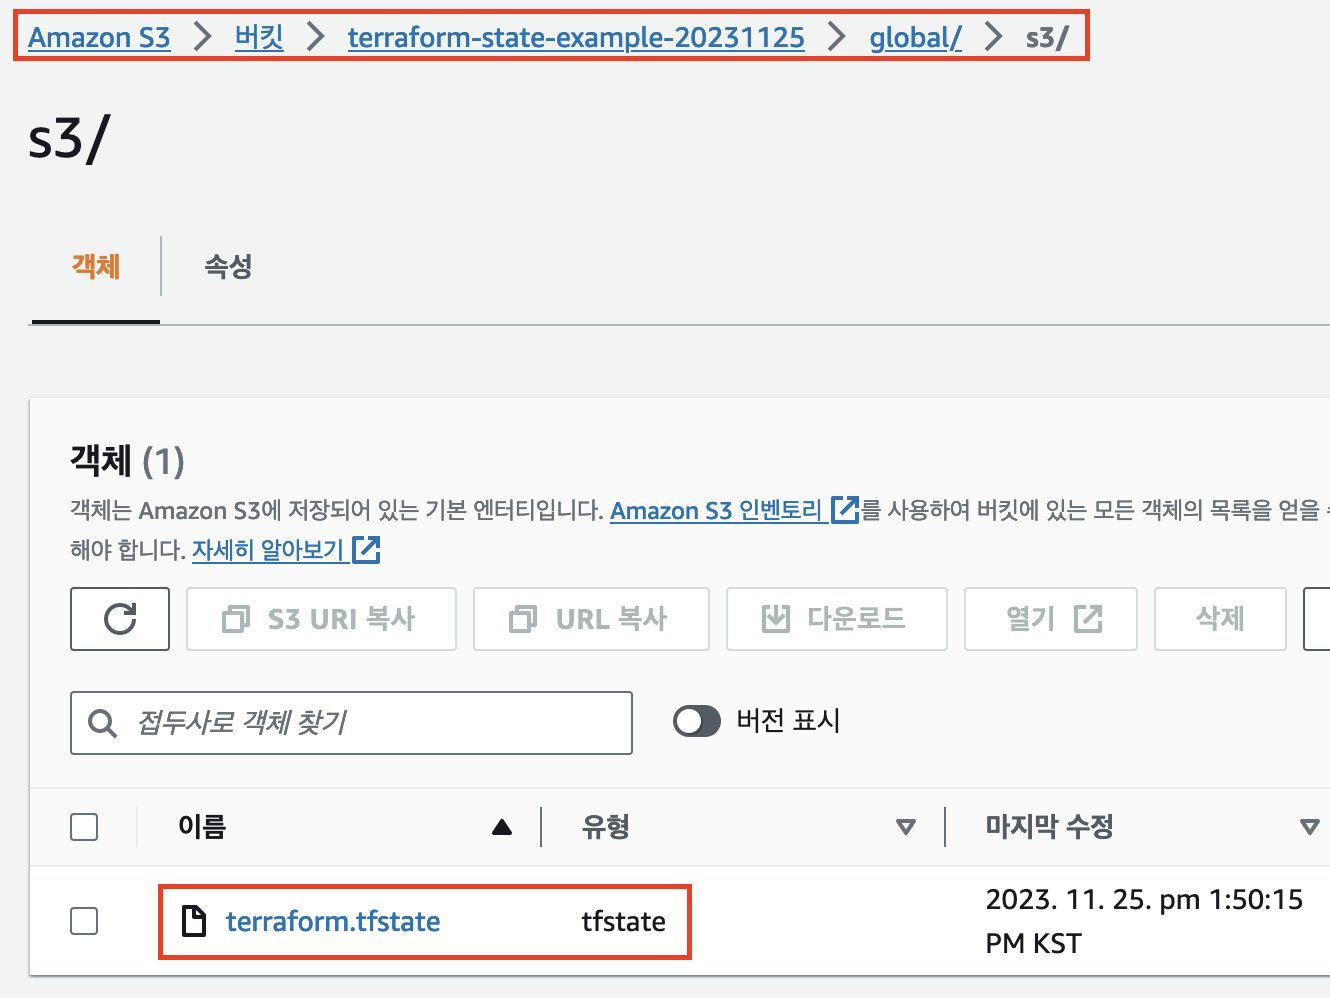 Amazon S3 > 버킷 > terraform-state-example-20231125 > global/ > s3/
s3/
객체 속성
객체 (1)
객체는 Amazon S3에 저장되어 있는 기본 엔터티입니다. Amazon S3 인벤토리 를 사용하여 버킷에 있는 모든 객체의 목록을 얻을
해야 합니다. 자세히 알아보기
S3 URI 복사 URL 복사 다운로드 열기 삭제
접두사로 객체 찾기 버전 표시
이름 유형 마지막 수정
terraform.tfstate tfstate 2023. 11. 25. pm 1:50:15
PM KST